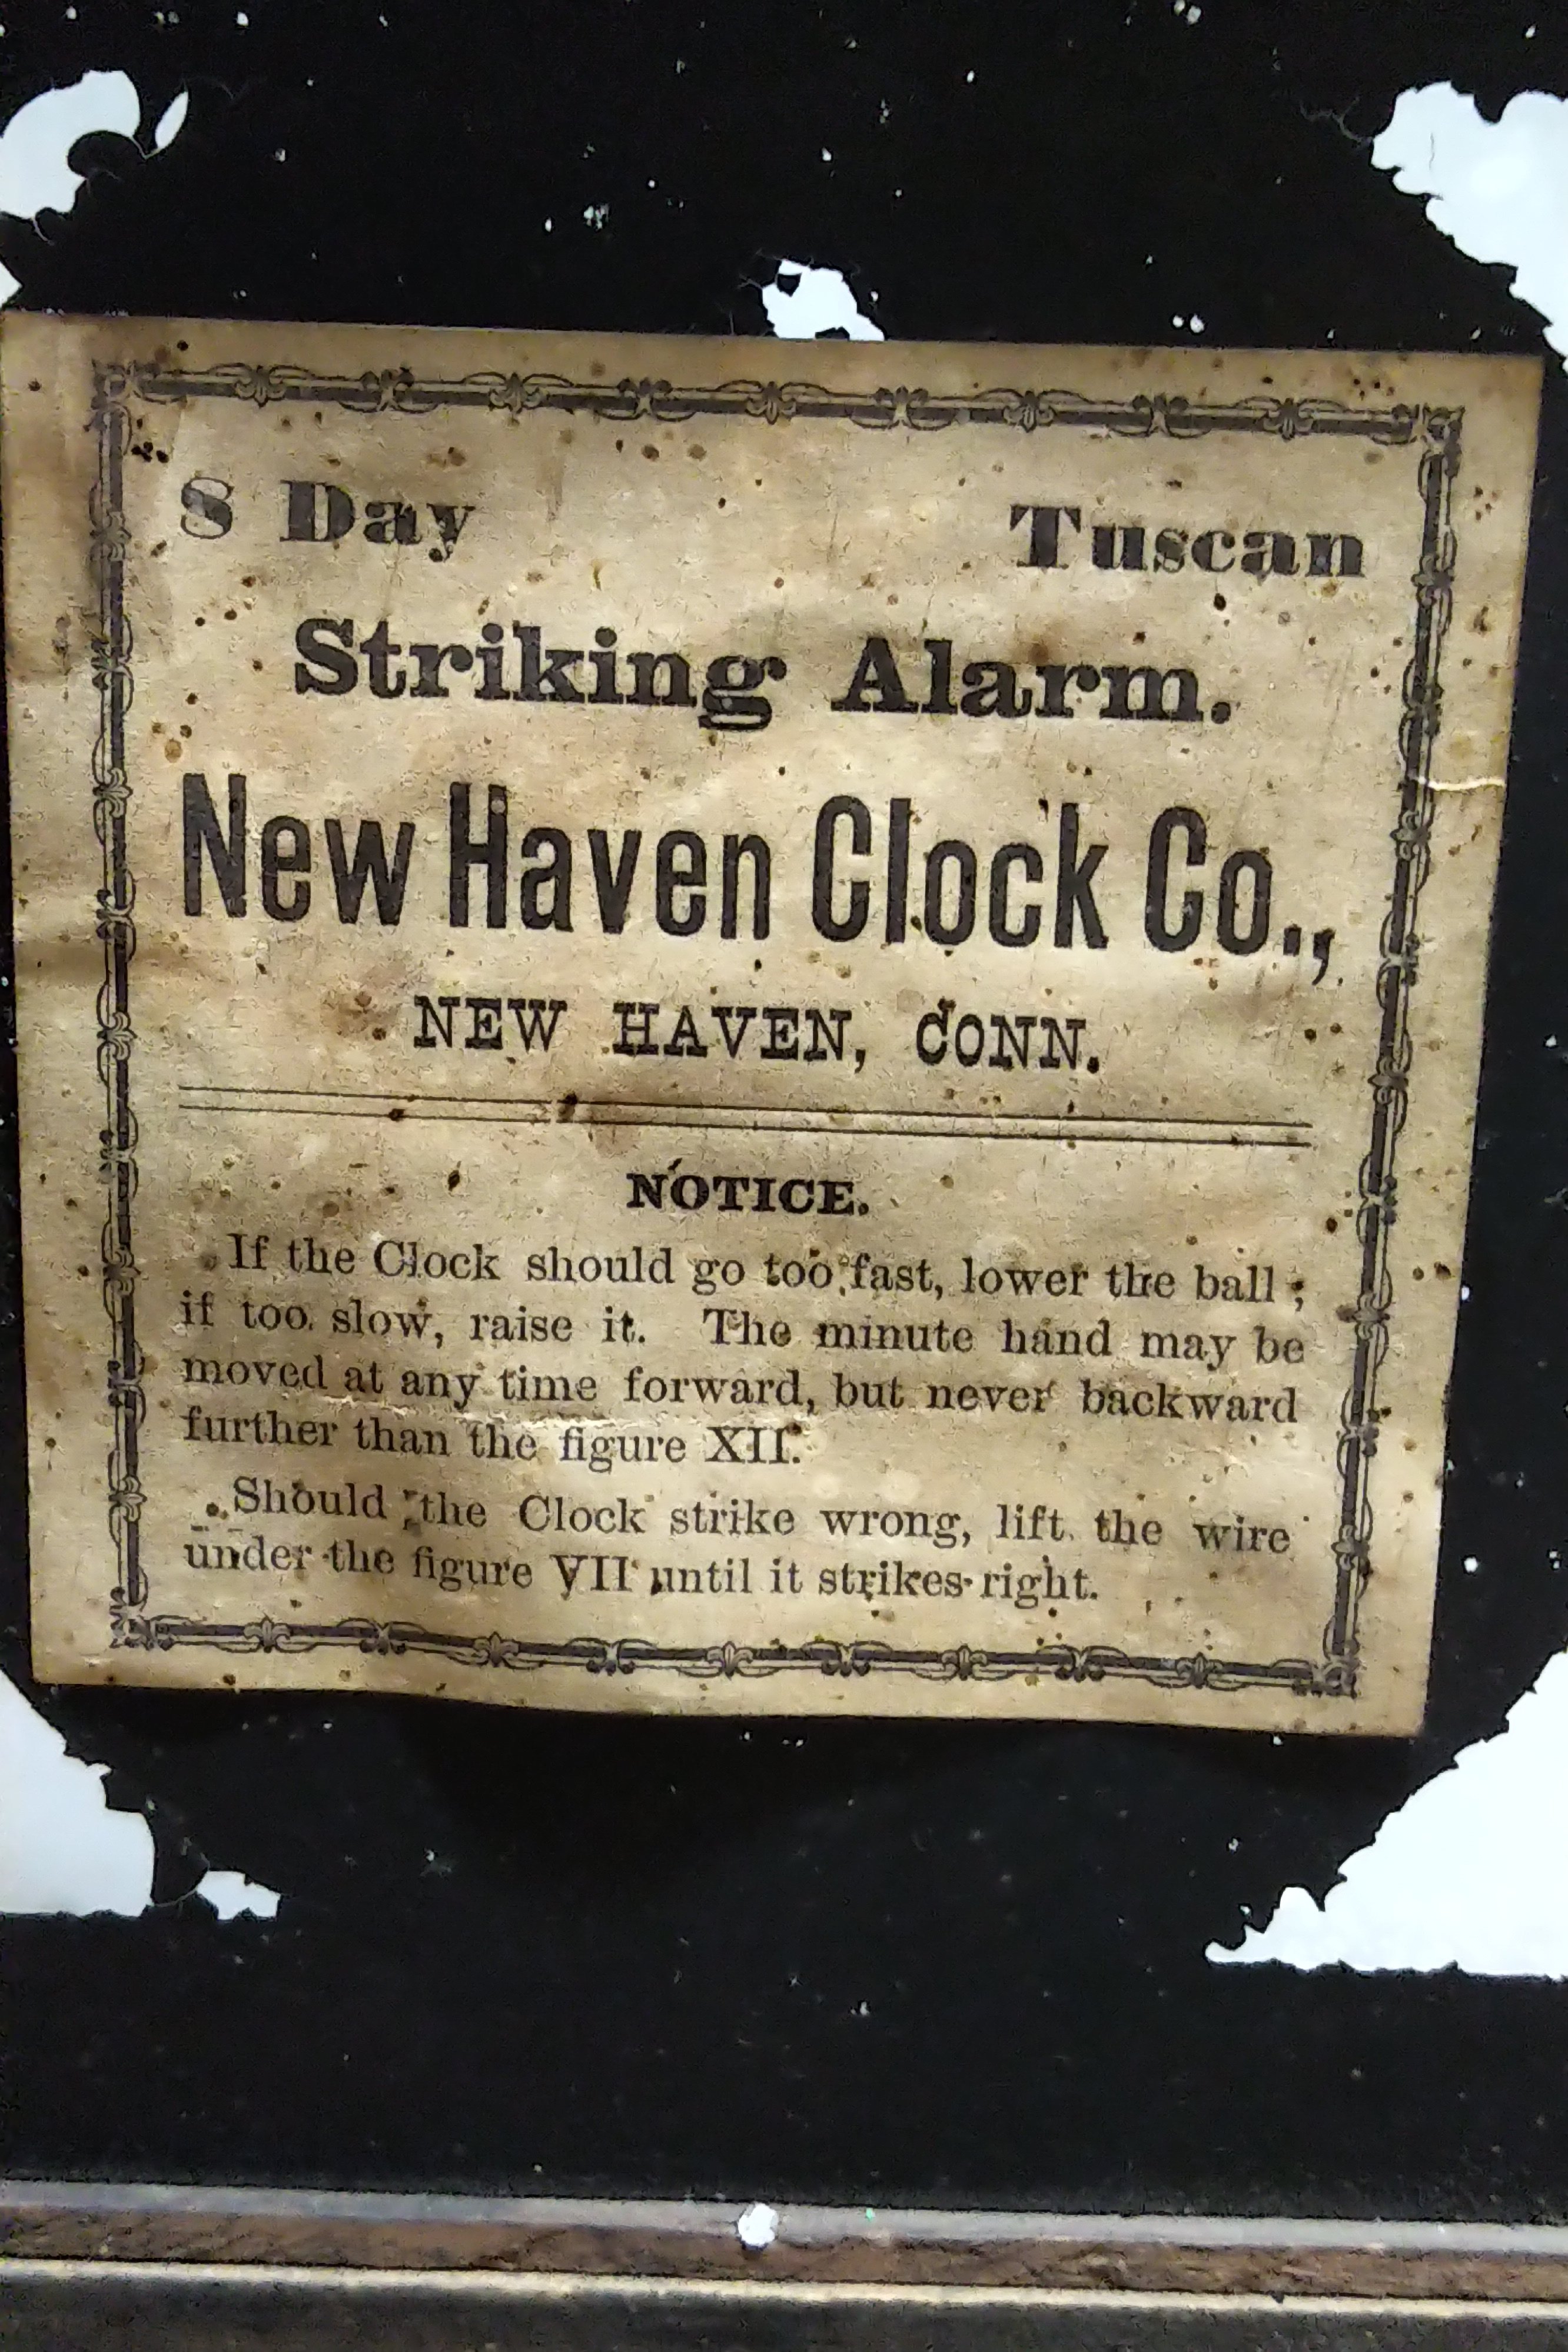 8 Day Tuscan
Striking Alarm.
New Haven Clock Co.,
NEW HAVEN, CONN.
NOTICE.
If the Clock should go too fast, lower the ball;
if too slow, raise it. The minute hand may be
moved at any time forward, but never backward
further than the figure XII.
Should the Clock strike wrong, lift the wire
under the figure VII until it strikes right.